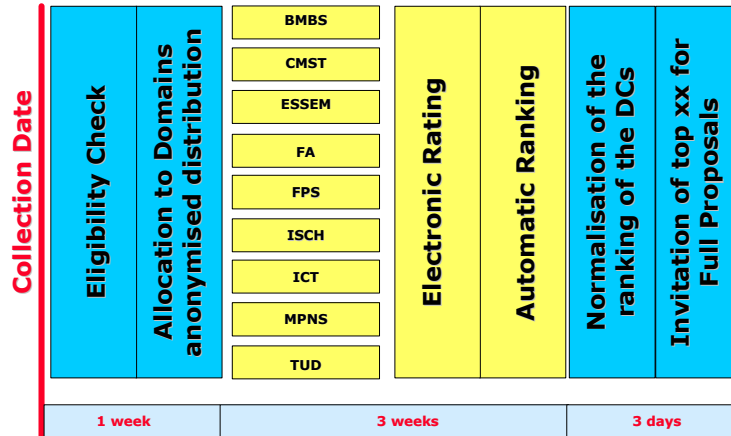 Collection Date
Eligibility Check
Allocation to Domains
anonymised distribution
BMBS
CMST
ESSEM
FA
FPS
ISCH
ICT
MPNS
TUD
Electronic Rating
Automatic Ranking
Normalisation of the
ranking of the DCs
Invitation of top xx for
Full Proposals
1 week
3 weeks
3 days